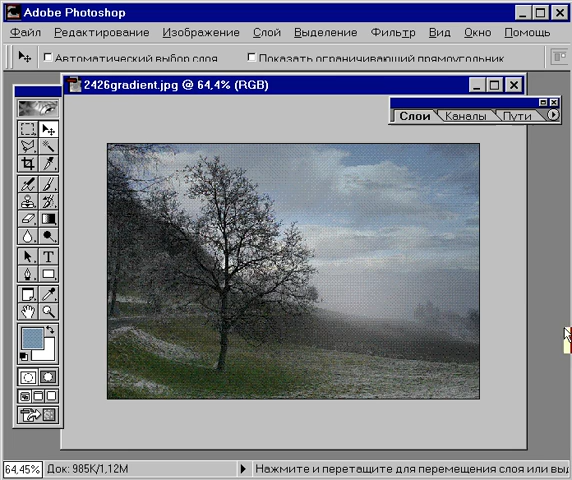 Adobe Photoshop
Файл Редактирование Изображение Слой Выделение Фильтр Вид Окно Помощь
Автоматический выбор слоя Показать ограничивающий прямоугольник
2426gradient.jpg @ 64,4% (RGB)
Слои Каналы Пути
T
64,45% Док: 985K/1,12M Нажмите и перетащите для перемещения слоя или выд